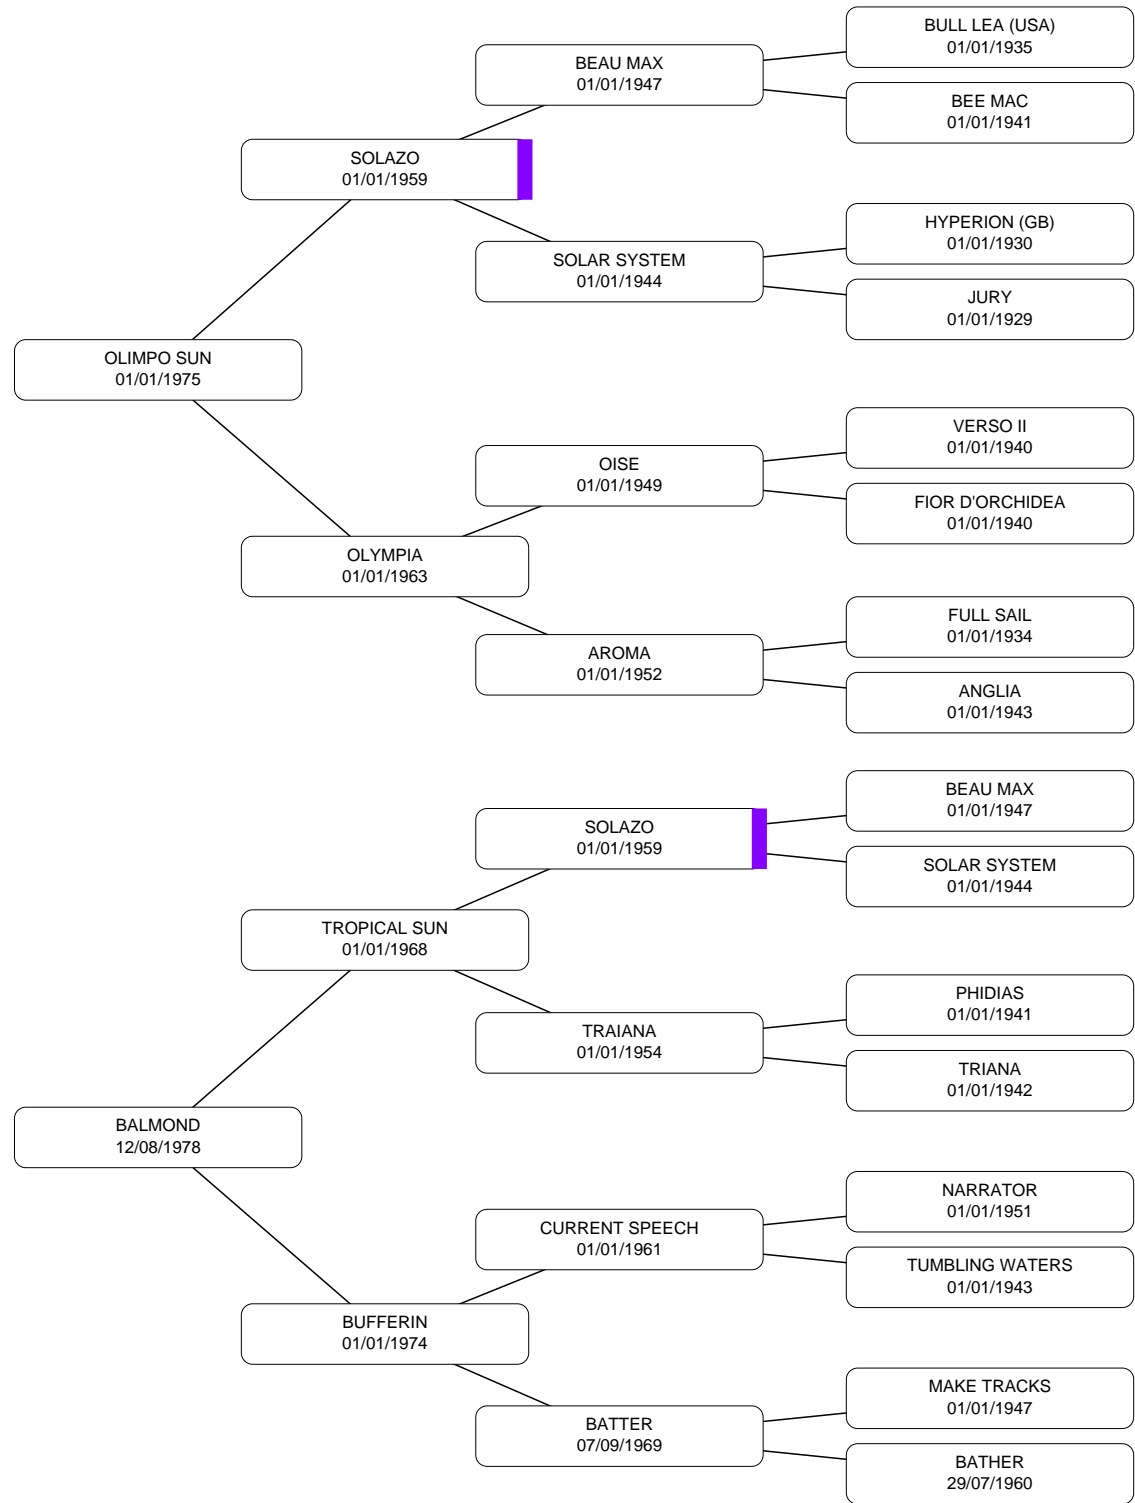 BULL LEA (USA)
01/01/1935
BEAU MAX
01/01/1947
BEE MAC
01/01/1941
SOLAZO
01/01/1959
HYPERION (GB)
01/01/1930
SOLAR SYSTEM
01/01/1944
JURY
01/01/1929
OLIMPO SUN
01/01/1975
VERSO II
01/01/1940
OISE
01/01/1949
FIOR D'ORCHIDEA
01/01/1940
OLYMPIA
01/01/1963
FULL SAIL
01/01/1934
AROMA
01/01/1952
ANGLIA
01/01/1943
BEAU MAX
01/01/1947
SOLAZO
01/01/1959
SOLAR SYSTEM
01/01/1944
TROPICAL SUN
01/01/1968
PHIDIAS
01/01/1941
TRAIANA
01/01/1954
TRIANA
01/01/1942
BALMOND
12/08/1978
NARRATOR
01/01/1951
CURRENT SPEECH
01/01/1961
TUMBLING WATERS
01/01/1943
BUFFERIN
01/01/1974
MAKE TRACKS
01/01/1947
BATTER
07/09/1969
BATHER
29/07/1960